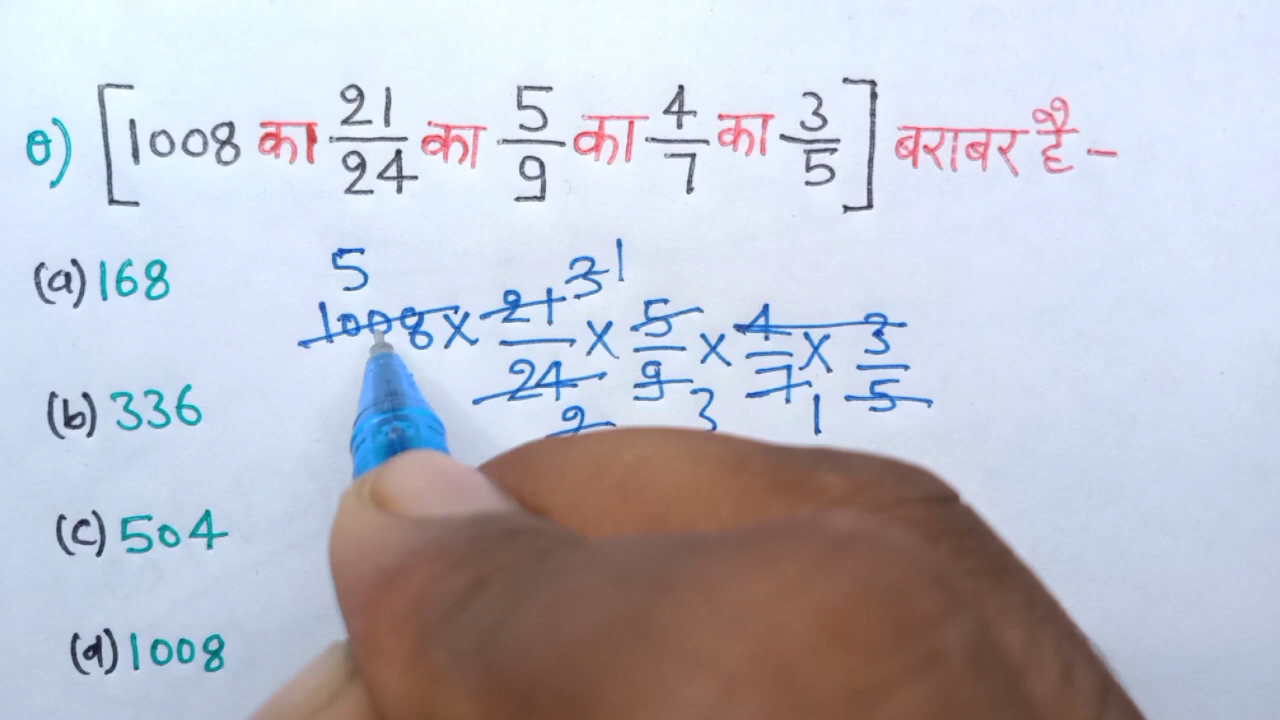 θ) [1008 का 21/24 का 5/9 का 4/7 का 3/5] बराबर है-
(a) 168
(b) 336
(c) 504
(d) 1008
5 3 1
1008 × 21/24 × 5/9 × 4/7 × 3/5
2 3 1